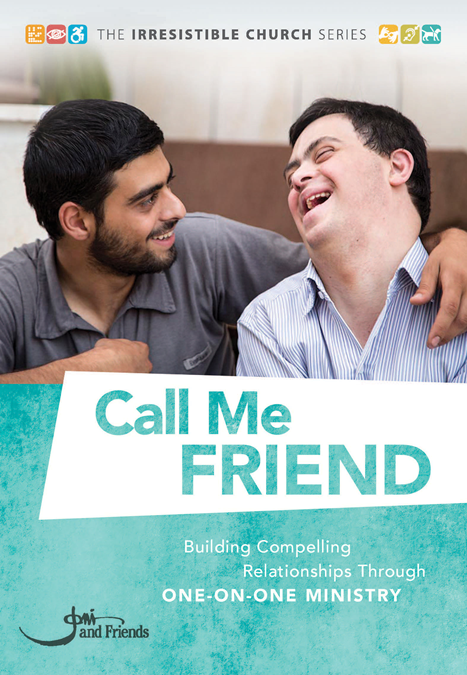 THE IRRESISTIBLE CHURCH SERIES
Call Me
FRIEND
Building Compelling
Relationships Through
ONE-ON-ONE MINISTRY
Joni
and Friends